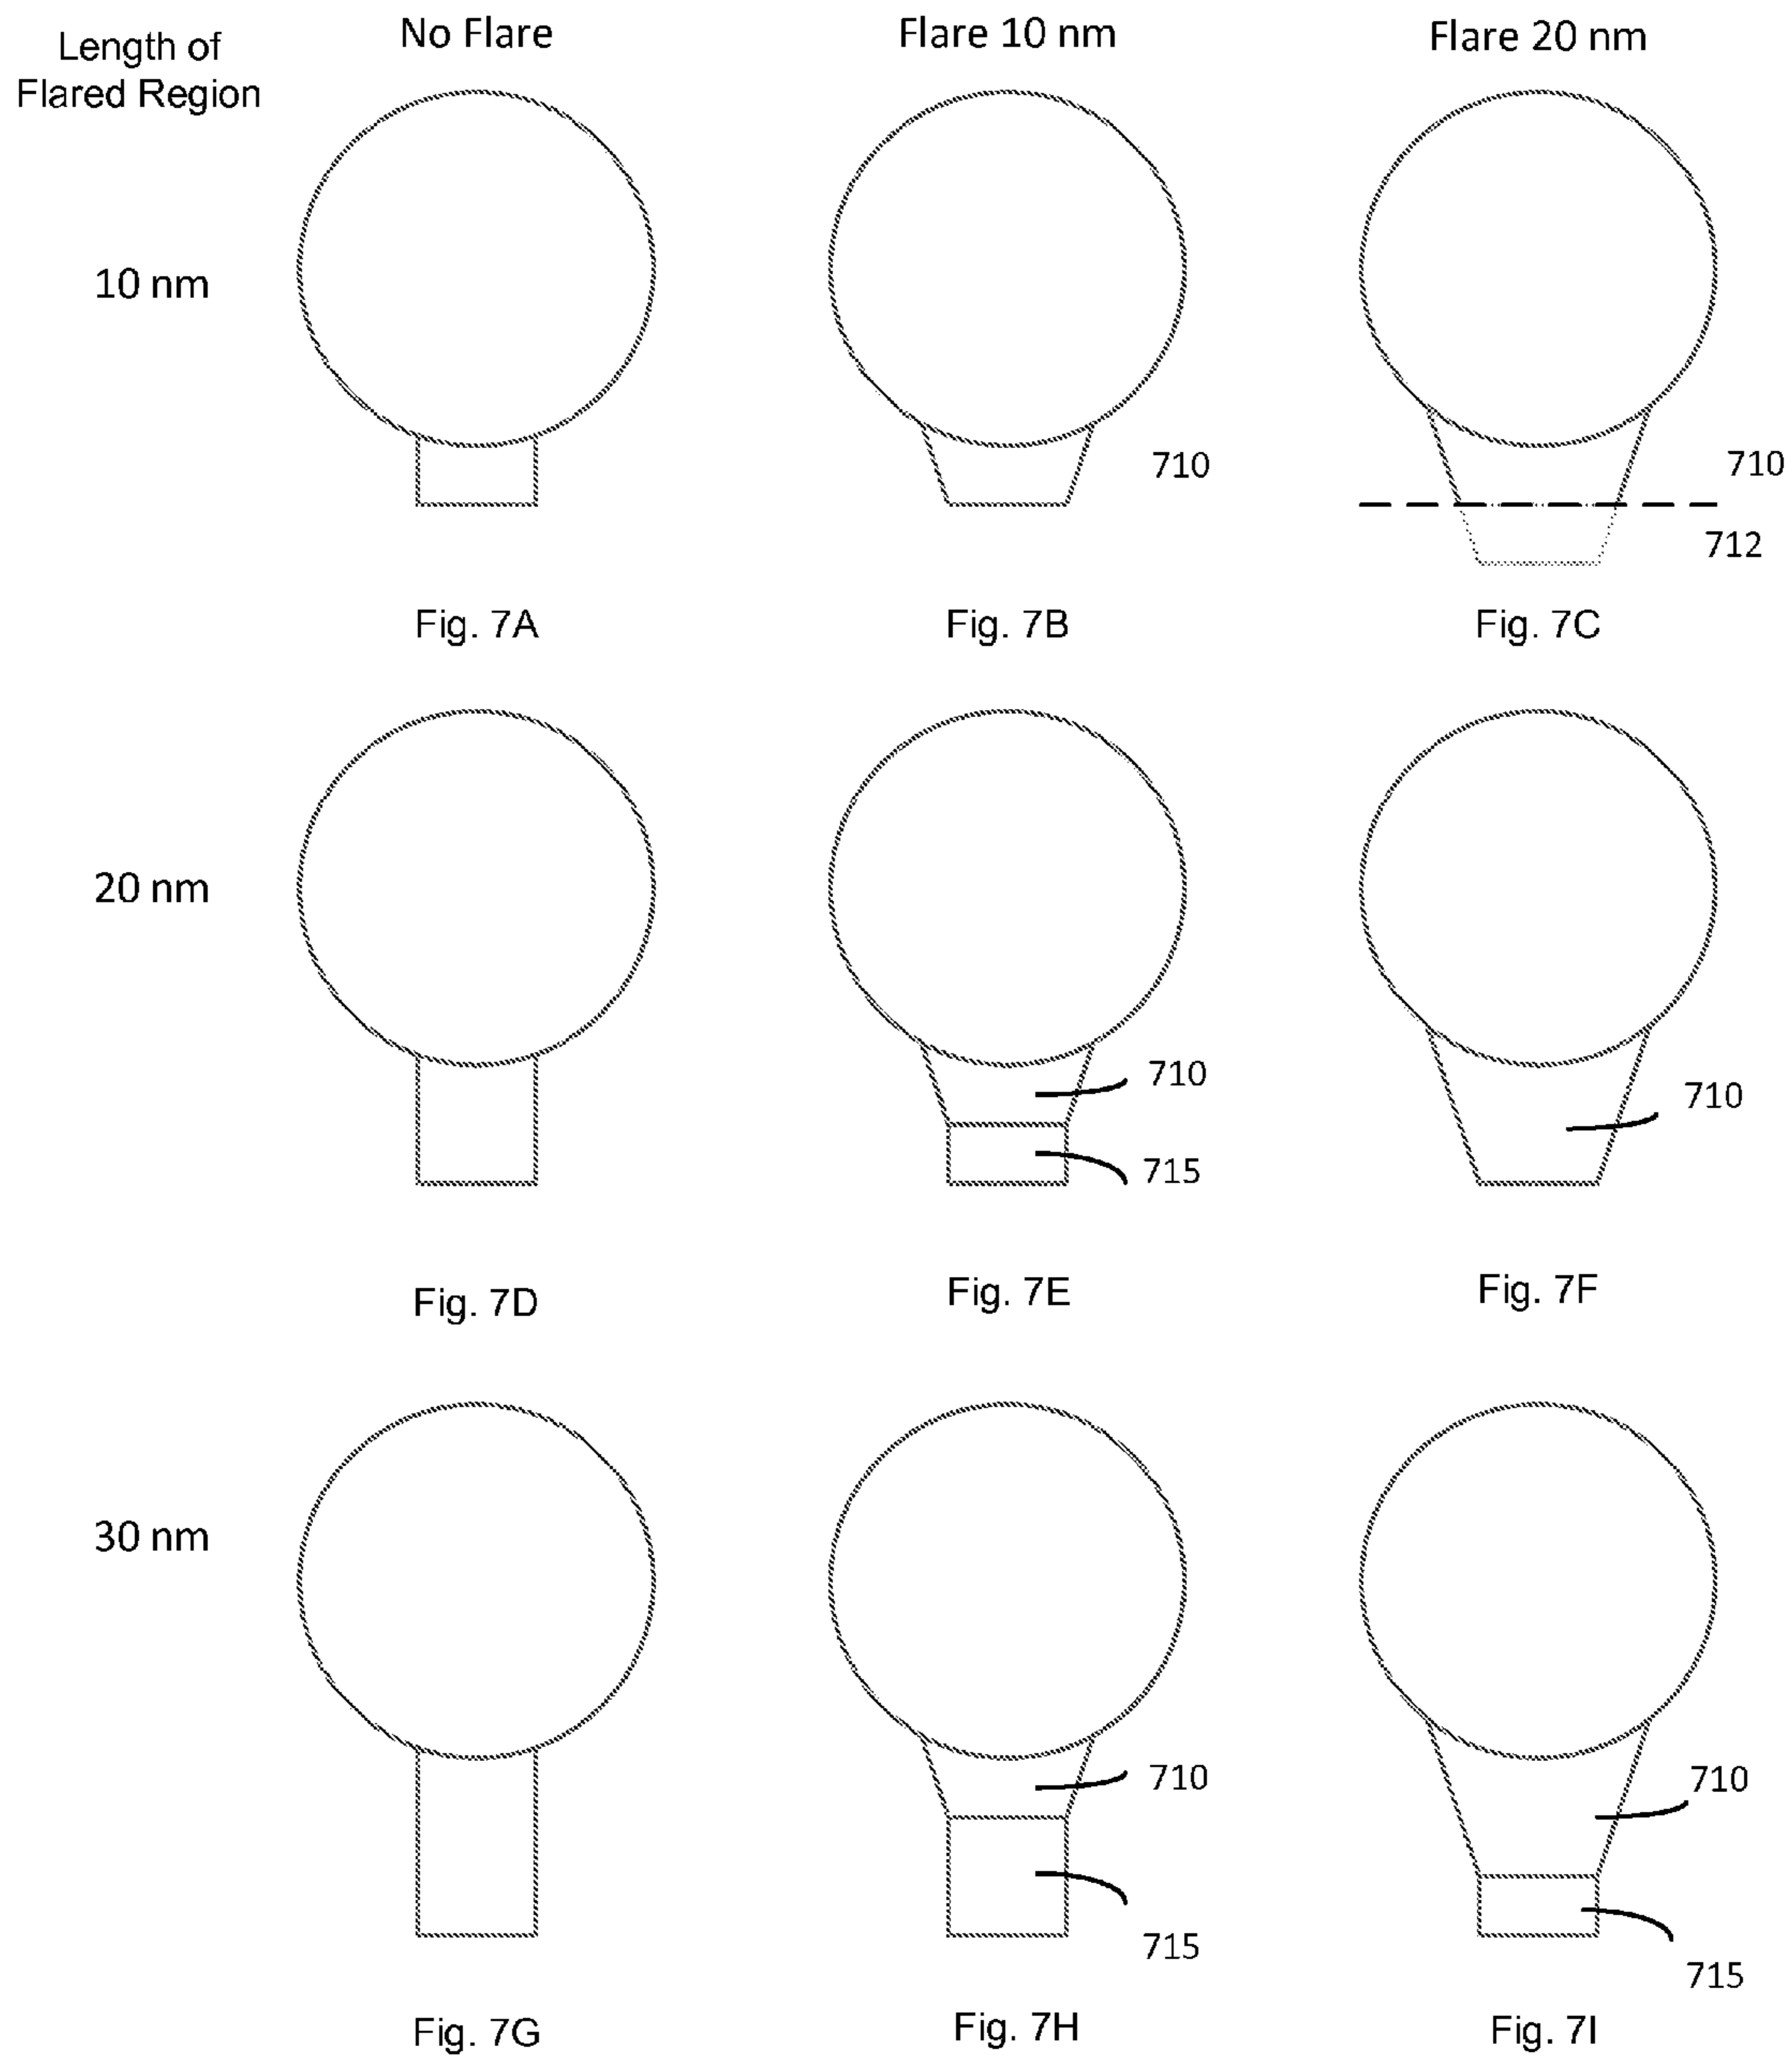 Length of
Flared Region
No Flare
Flare 10 nm
Flare 20 nm
10 nm
710
710
712
Fig. 7A
Fig. 7B
Fig. 7C
20 nm
710
715
710
Fig. 7D
Fig. 7E
Fig. 7F
30 nm
710
715
710
715
Fig. 7G
Fig. 7H
Fig. 7I